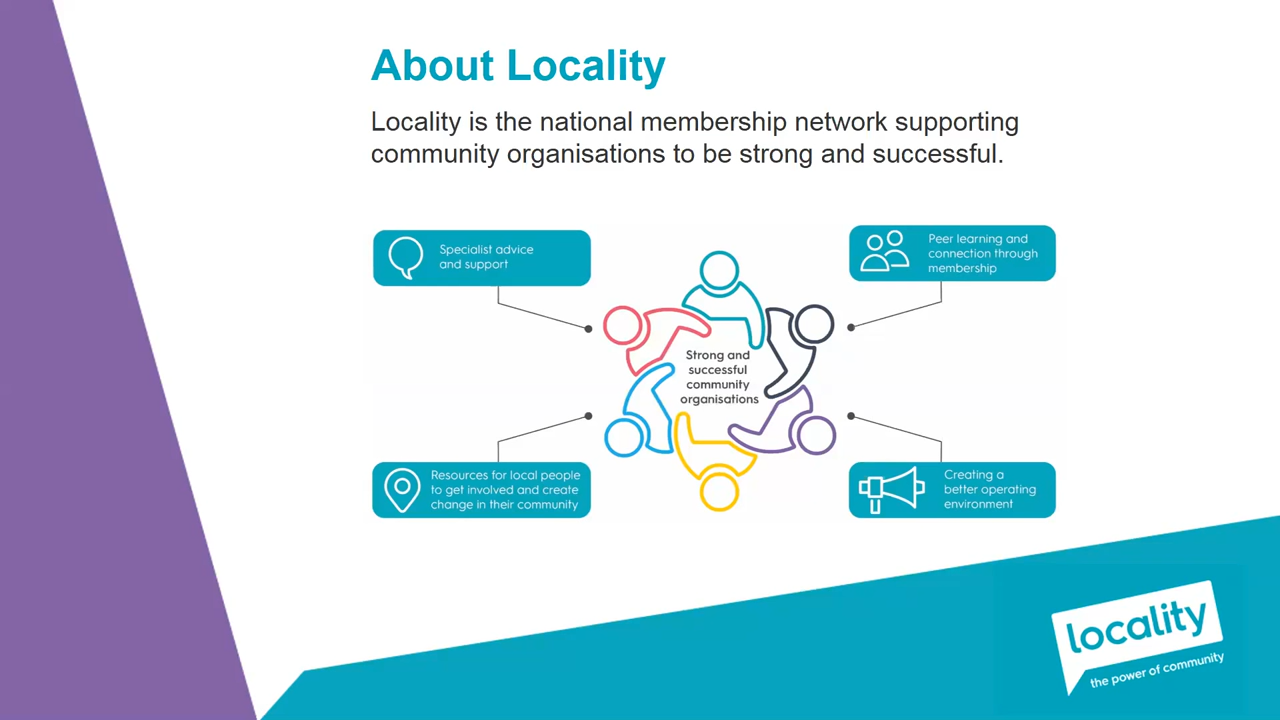 About Locality
Locality is the national membership network supporting
community organisations to be strong and successful.
Specialist advice
and support
Peer learning and
connection through
membership
Strong and
successful
community
organisations
Resources for local people
to get involved and create
change in their community
Creating a
better operating
environment
locality
the power of community